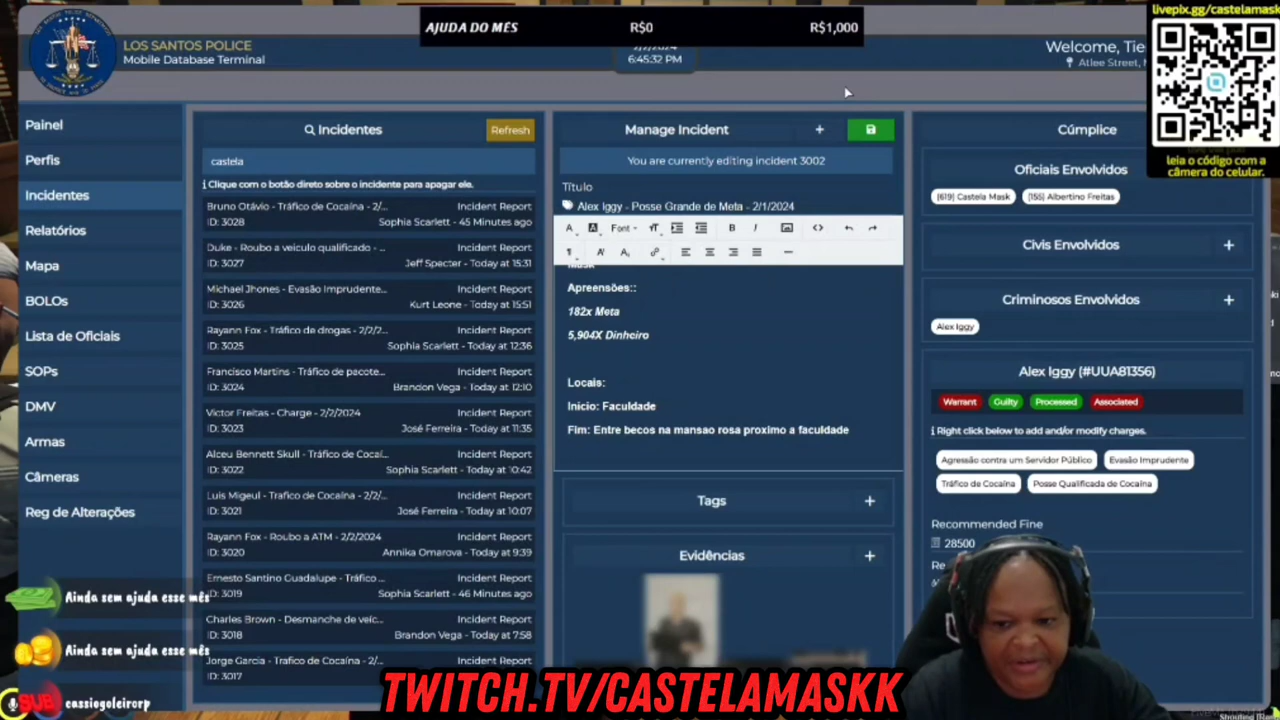 AJUDA DO MÊS R$0 R$1,000
livepix.gg/castelamask
leia o código com a
câmera do celular.
LOS SANTOS POLICE
Mobile Database Terminal
6:45:32 PM
Welcome, Tie
Atlee Street,
Painel
Perfis
Incidentes
Relatórios
Mapa
BOLOs
Lista de Oficiais
SOPs
DMV
Armas
Câmeras
Reg de Alterações
Incidentes
Refresh
castela
Clique com o botão direto sobre o incidente para apagar ele.
Bruno Otávio - Tráfico de Cocaína - 2/... Incident Report
ID: 3028 Sophia Scarlett - 45 Minutes ago
Duke - Roubo a veiculo qualificado - ... Incident Report
ID: 3027 Jeff Specter - Today at 15:31
Michael Jhones - Evasão Imprudente... Incident Report
ID: 3026 Kurt Leone - Today at 15:51
Rayann Fox - Tráfico de drogas - 2/2/2... Incident Report
ID: 3025 Sophia Scarlett - Today at 12:36
Francisco Martins - Tráfico de pacote... Incident Report
ID: 3024 Brandon Vega - Today at 12:10
Victor Freitas - Charge - 2/2/2024 Incident Report
ID: 3023 José Ferreira - Today at 11:35
Alceu Bennett Skull - Tráfico de Cocaí... Incident Report
ID: 3022 Sophia Scarlett - Today at 10:42
Luis Migeul - Trafico de Cocaína - 2/2/... Incident Report
ID: 3021 José Ferreira - Today at 10:07
Rayann Fox - Roubo a ATM - 2/2/2024 Incident Report
ID: 3020 Annika Omarova - Today at 9:39
Ernesto Santino Guadalupe - Tráfico ... Incident Report
ID: 3019 Sophia Scarlett - 46 Minutes ago
Charles Brown - Desmanche de veíc... Incident Report
ID: 3018 Brandon Vega - Today at 7:58
Jorge Garcia - Trafico de Cocaína - 2/... Incident Report
ID: 3017
Manage Incident
You are currently editing incident 3002
Título
Alex Iggy - Posse Grande de Meta - 2/1/2024
Font
Mask
Apreensões::
182x Meta
5,904X Dinheiro
Locais:
Inicio: Faculdade
Fim: Entre becos na mansao rosa proximo a faculdade
Tags
Evidências
Cúmplice
Oficiais Envolvidos
[619] Castela Mask (155) Albertino Freitas
Civis Envolvidos
Criminosos Envolvidos
Alex Iggy
Alex Iggy (#UUA81356)
Warrant Guilty Processed Associated
Right click below to add and/or modify charges.
Agressão contra um Servidor Público Evasão Imprudente
Tráfico de Cocaína Posse Qualificada de Cocaína
Recommended Fine
28500
Ainda sem ajuda esse mês
Ainda sem ajuda esse mês
SUB cassiogoleirorp
TWITCH.TV/CASTELAMASKK